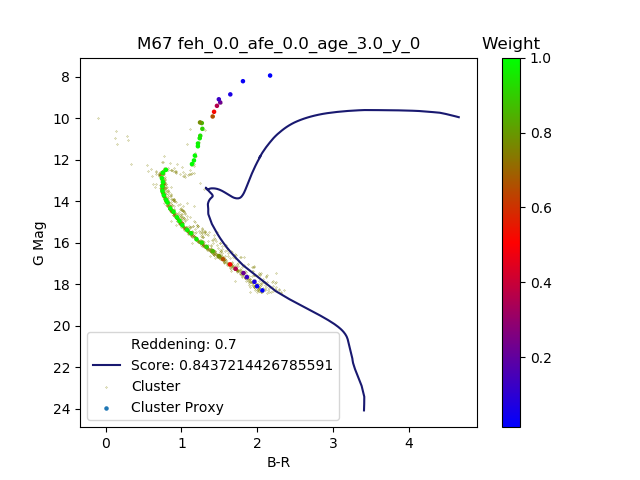 M67 feh_0.0_afe_0.0_age_3.0_y_0
Weight
8
10
12
14
16
18
20
22
24
G Mag
0
1
2
3
4
B-R
Reddening: 0.7
Score: 0.8437214426785591
Cluster
Cluster Proxy
1.0
0.8
0.6
0.4
0.2